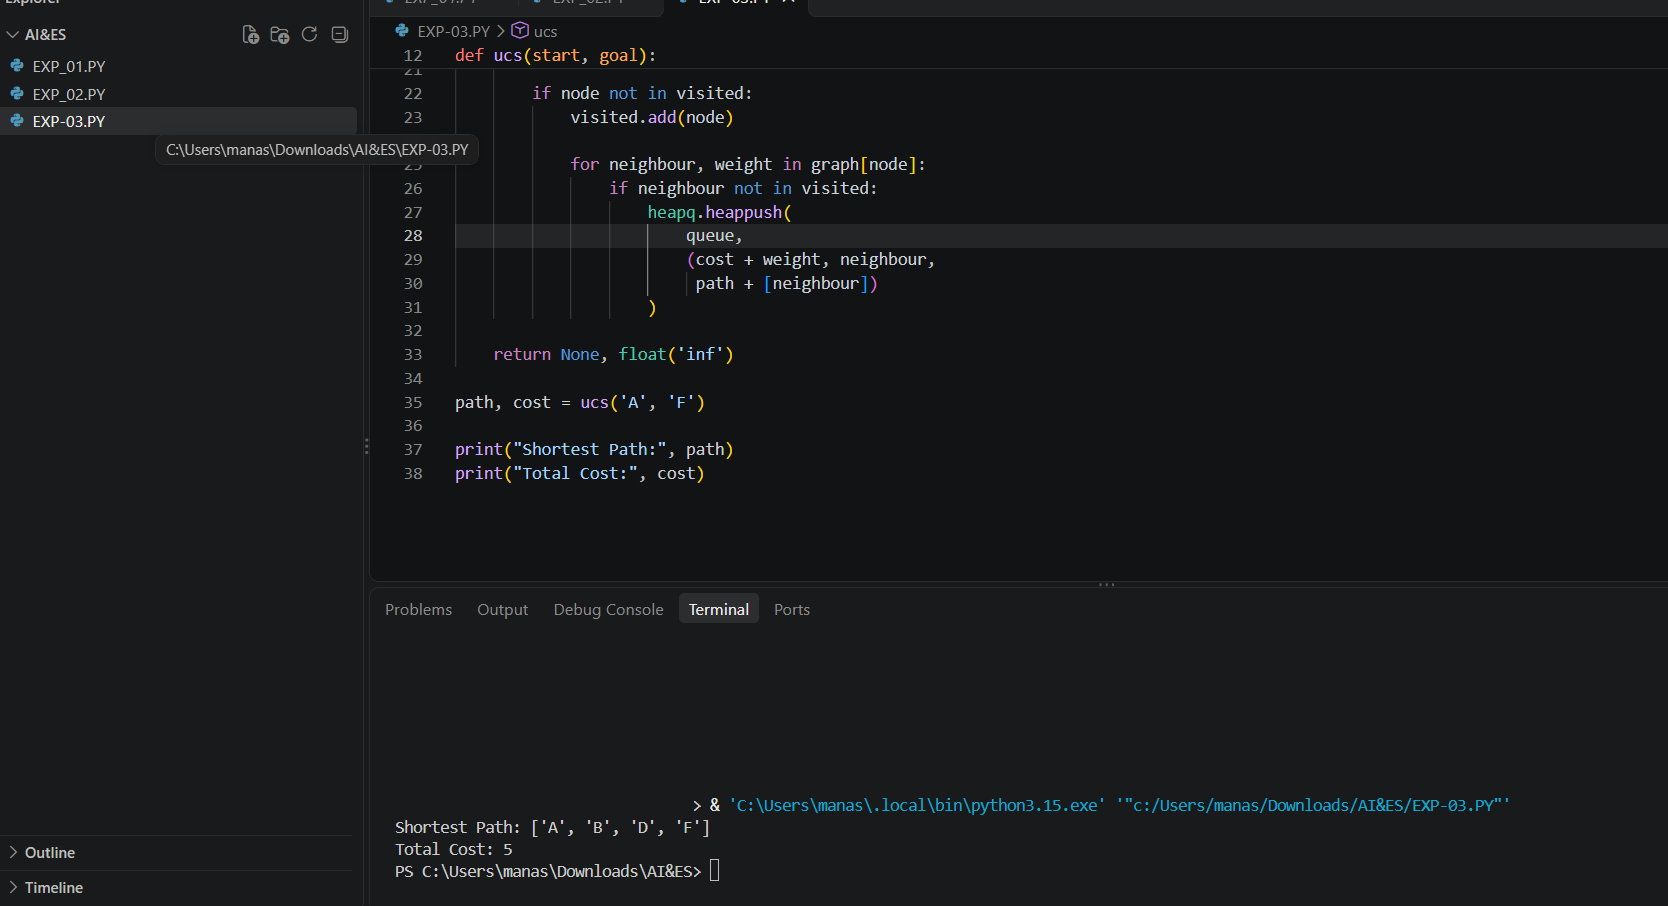 Explorer
AI&ES
EXP_01.PY
EXP_02.PY
EXP-03.PY
C:\Users\manas\Downloads\AI&ES\EXP-03.PY
Outline
Timeline
EXP-03.PY
EXP-03.PY > ucs
12 def ucs(start, goal):
21
22 if node not in visited:
23 visited.add(node)
25 for neighbour, weight in graph[node]:
26 if neighbour not in visited:
27 heapq.heappush(
28 queue,
29 (cost + weight, neighbour,
30 path + [neighbour])
31 )
32
33 return None, float('inf')
34
35 path, cost = ucs('A', 'F')
36
37 print("Shortest Path:", path)
38 print("Total Cost:", cost)
Problems Output Debug Console Terminal Ports
> & 'C:\Users\manas\.local\bin\python3.15.exe' '"c:/Users/manas/Downloads/AI&ES/EXP-03.PY"'
Shortest Path: ['A', 'B', 'D', 'F']
Total Cost: 5
PS C:\Users\manas\Downloads\AI&ES>